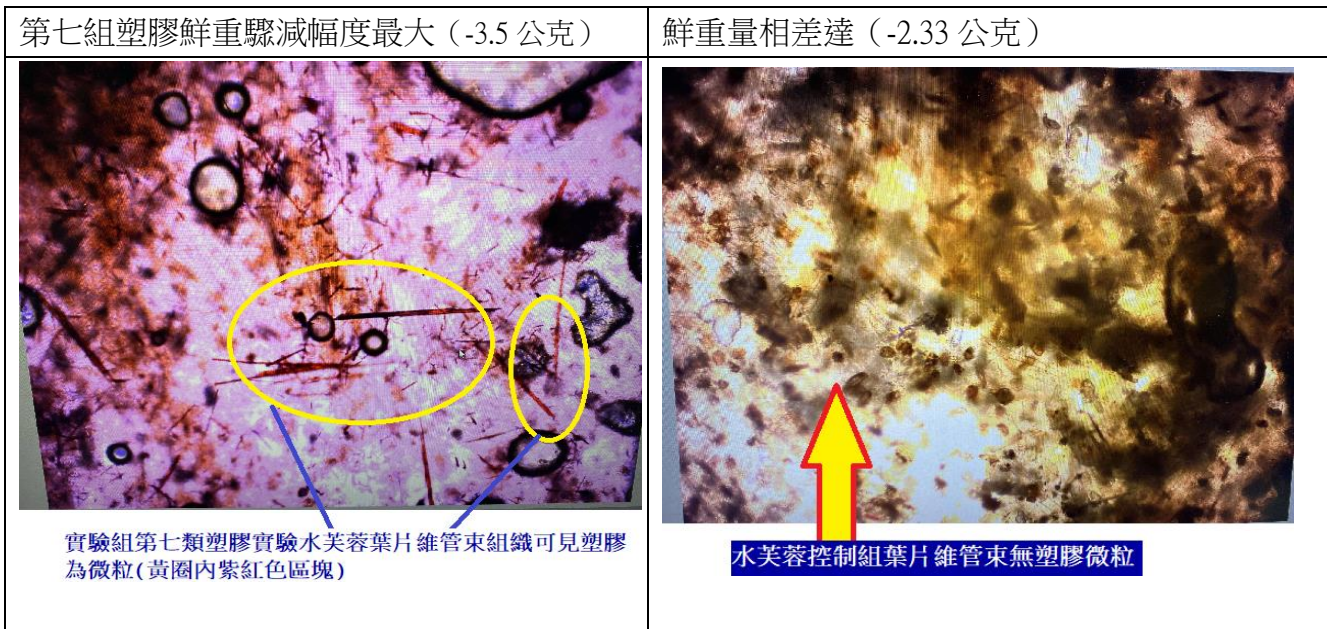 第七組塑膠鮮重驟減幅度最大（-3.5 公克）
鮮重量相差達（-2.33 公克）
實驗組第七類塑膠實驗水芙蓉葉片維管束組織可見塑膠
為微粒(黃圈內紫紅色區塊)
水芙蓉控制組葉片維管束無塑膠微粒